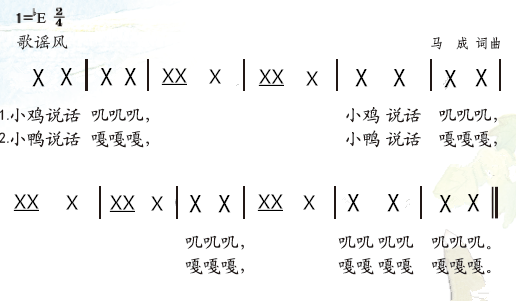 1=♭E 2/4
歌谣风
马 成 词曲
X X | X X | XX X | XX X | X X | X X |
1.小鸡说话 叽叽叽, 小鸡 说话 叽叽叽,
2.小鸭说话 嘎嘎嘎, 小鸭 说话 嘎嘎嘎,
XX X | XX X | X X | XX X | X X | X X ‖
叽叽叽, 叽叽 叽叽 叽叽叽。
嘎嘎嘎, 嘎嘎 嘎嘎 嘎嘎嘎。